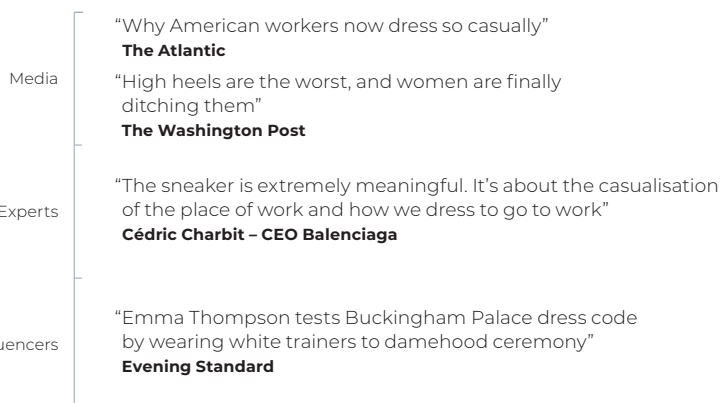 Media
“Why American workers now dress so casually”
The Atlantic
“High heels are the worst, and women are finally
ditching them”
The Washington Post
Experts
“The sneaker is extremely meaningful. It’s about the casualisation
of the place of work and how we dress to go to work”
Cédric Charbit – CEO Balenciaga
uencers
“Emma Thompson tests Buckingham Palace dress code
by wearing white trainers to damehood ceremony”
Evening Standard